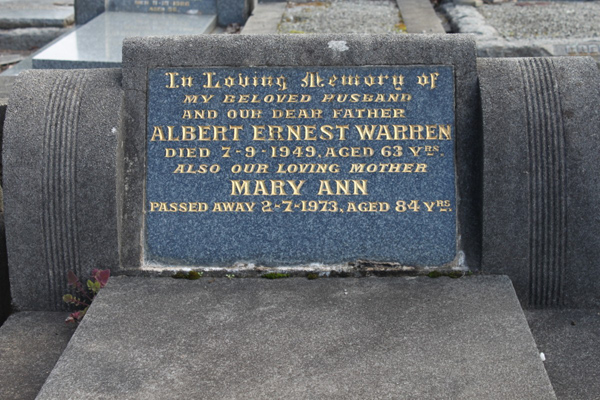 In Loving Memory of
MY BELOVED HUSBAND
AND OUR DEAR FATHER
ALBERT ERNEST WARREN
DIED 7-9-1949, AGED 63 YRS.
ALSO OUR LOVING MOTHER
MARY ANN
PASSED AWAY 2-7-1973, AGED 84 YRS.